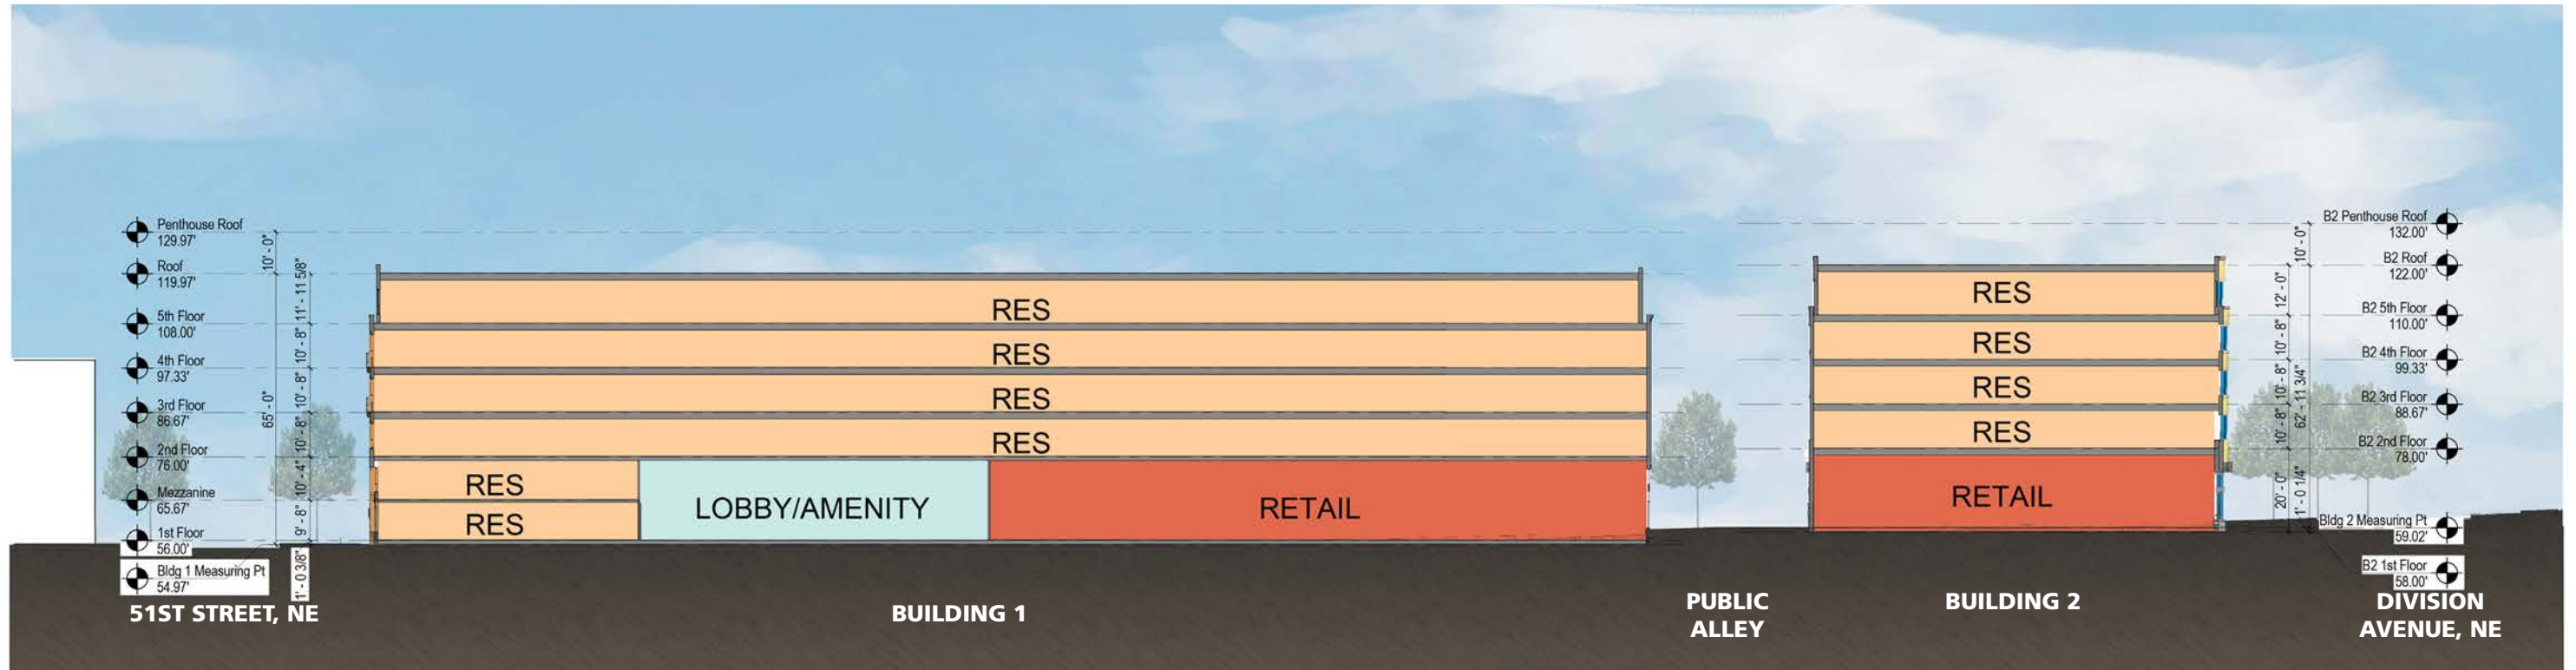 Penthouse Roof
129.97'
Roof
119.97'
5th Floor
108.00'
4th Floor
97.33'
3rd Floor
86.67'
2nd Floor
76.00'
Mezzanine
65.67'
1st Floor
56.00'
Bldg 1 Measuring Pt
54.97'
10' - 0"
65' - 0"
11' - 11 5/8"
10' - 8"
10' - 8"
10' - 8"
10' - 4"
9' - 8"
1' - 0 3/8"
RES
RES
RES
RES
RES
RES
LOBBY/AMENITY
RETAIL
RES
RES
RES
RES
RETAIL
10' - 0"
12' - 0"
10' - 8"
10' - 8"
10' - 8"
20' - 0"
62' - 11 3/4"
1' - 0 1/4"
B2 Penthouse Roof
132.00'
B2 Roof
122.00'
B2 5th Floor
110.00'
B2 4th Floor
99.33'
B2 3rd Floor
88.67'
B2 2nd Floor
78.00'
Bldg 2 Measuring Pt
59.02'
B2 1st Floor
58.00'
51ST STREET, NE
BUILDING 1
PUBLIC
ALLEY
BUILDING 2
DIVISION
AVENUE, NE